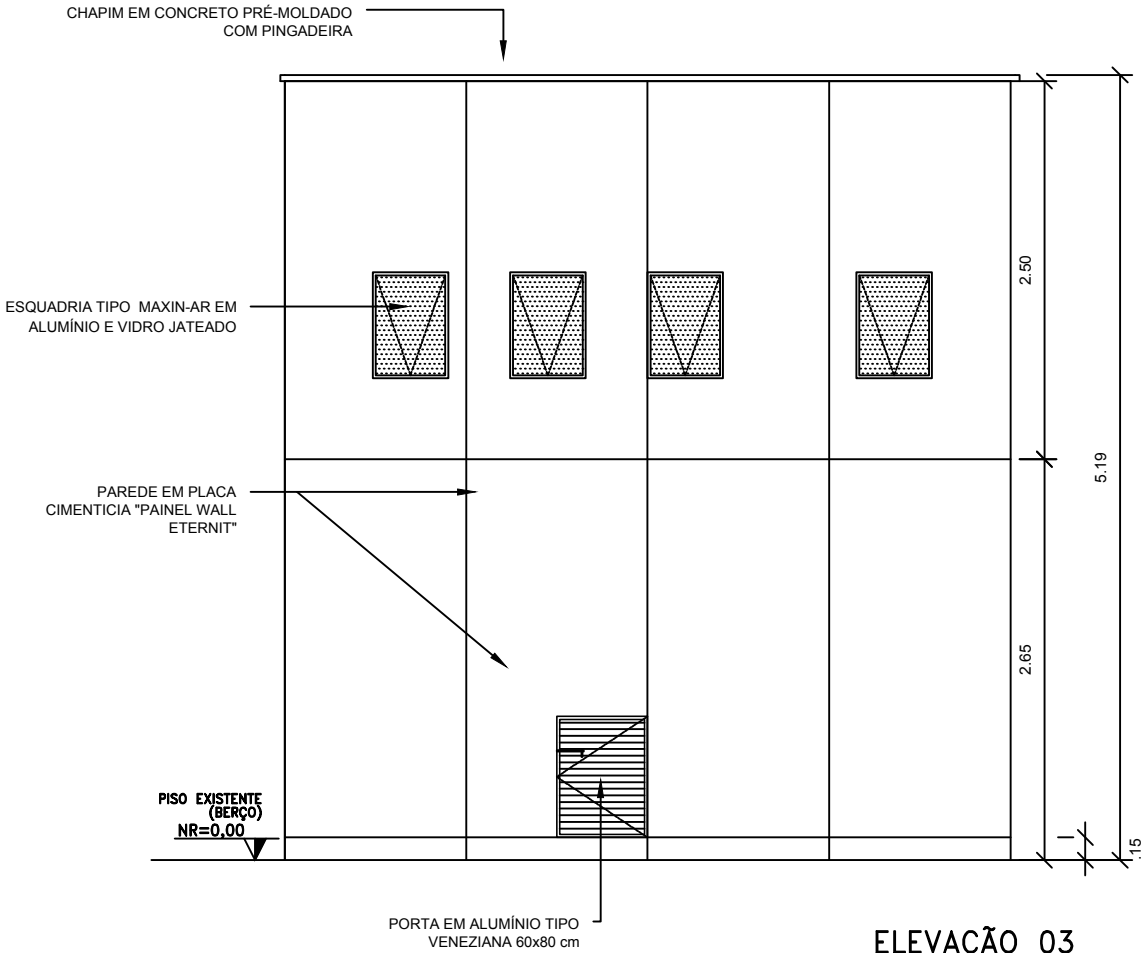 CHAPIM EM CONCRETO PRÉ-MOLDADO
COM PINGADEIRA
ESQUADRIA TIPO MAXIN-AR EM
ALUMÍNIO E VIDRO JATEADO
2.50
5.19
PAREDE EM PLACA
CIMENTICIA "PAINEL WALL
ETERNIT"
2.65
PISO EXISTENTE
(BERÇO)
NR=0,00
.15
PORTA EM ALUMÍNIO TIPO
VENEZIANA 60x80 cm
ELEVAÇÃO 03